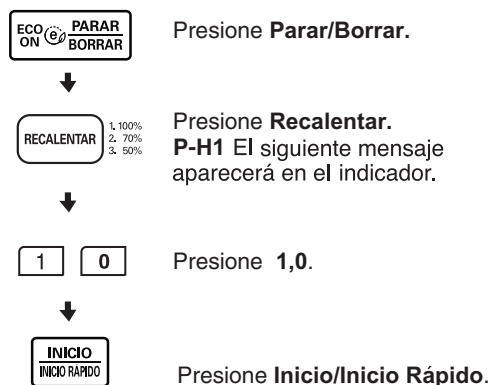 ECO ON e PARAR BORRAR
Presione Parar/Borrar.
RECALENTAR
1. 100%
2. 70%
3. 50%
Presione Recalentar.
P-H1 El siguiente mensaje
aparecerá en el indicador.
1 0
Presione 1,0.
INICIO
INICIO RÁPIDO
Presione Inicio/Inicio Rápido.